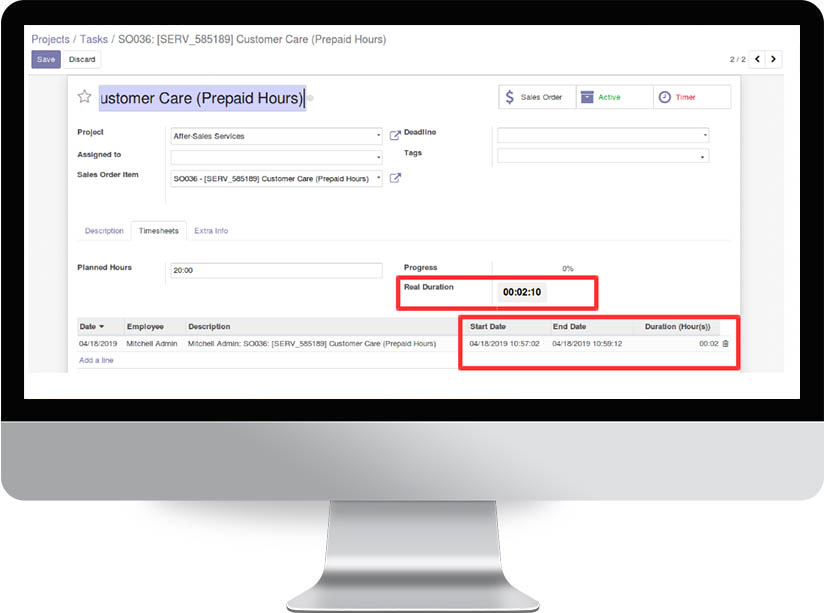 Projects / Tasks / SO036: [SERV_585189] Customer Care (Prepaid Hours)
Save Discard 2 / 2
ustomer Care (Prepaid Hours) $ Sales Order Active Timer
Project After-Sales Services Deadline
Assigned to Tags
Sales Order Item SO036 - [SERV_585189] Customer Care (Prepaid Hours)
Description Timesheets Extra Info
Planned Hours 20:00 Progress 0%
Real Duration 00:02:10
Date Employee Description Start Date End Date Duration (Hour(s))
04/18/2019 Mitchell Admin Mitchell Admin: SO036: [SERV_585189] Customer Care (Prepaid Hours) 04/18/2019 10:57:02 04/18/2019 10:59:12 00:02
Add a line